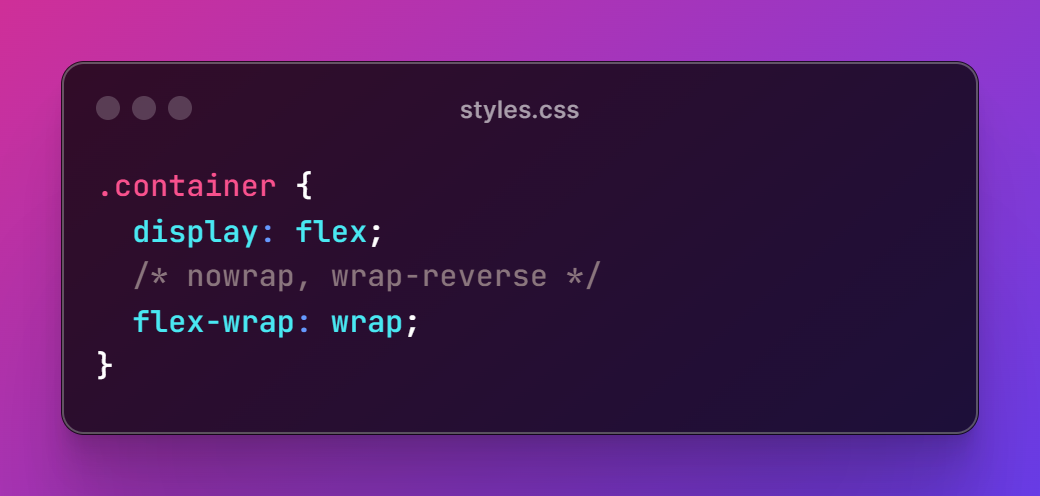 styles.css
.container {
  display: flex;
  /* nowrap, wrap-reverse */
  flex-wrap: wrap;
}